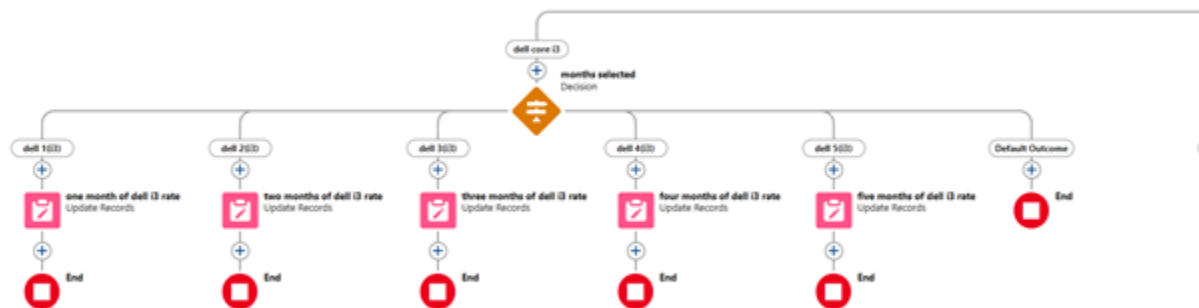 dell core i3
months selected
Decision
dell 1(i3)
dell 2(i3)
dell 3(i3)
dell 4(i3)
dell 5(i3)
Default Outcome
one month of dell i3 rate
Update Records
two months of dell i3 rate
Update Records
three months of dell i3 rate
Update Records
four months of dell i3 rate
Update Records
five months of dell i3 rate
Update Records
End
End
End
End
End
End